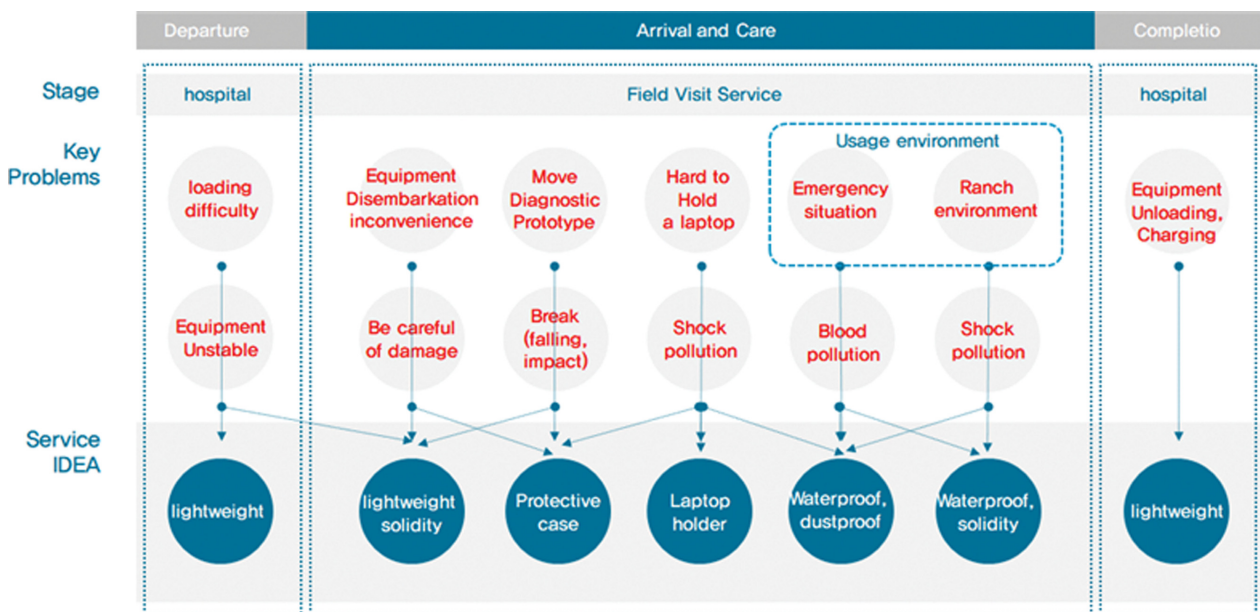 Departure
Arrival and Care
Completio
Stage
hospital
Field Visit Service
hospital
Key
Problems
Usage environment
loading
difficulty
Equipment
Disembarkation
inconvenience
Move
Diagnostic
Prototype
Hard to
Hold
a laptop
Emergency
situation
Ranch
environment
Equipment
Unloading,
Charging
Equipment
Unstable
Be careful
of damage
Break
(falling,
impact)
Shock
pollution
Blood
pollution
Shock
pollution
Service
IDEA
lightweight
lightweight
solidity
Protective
case
Laptop
holder
Waterproof,
dustproof
Waterproof,
solidity
lightweight